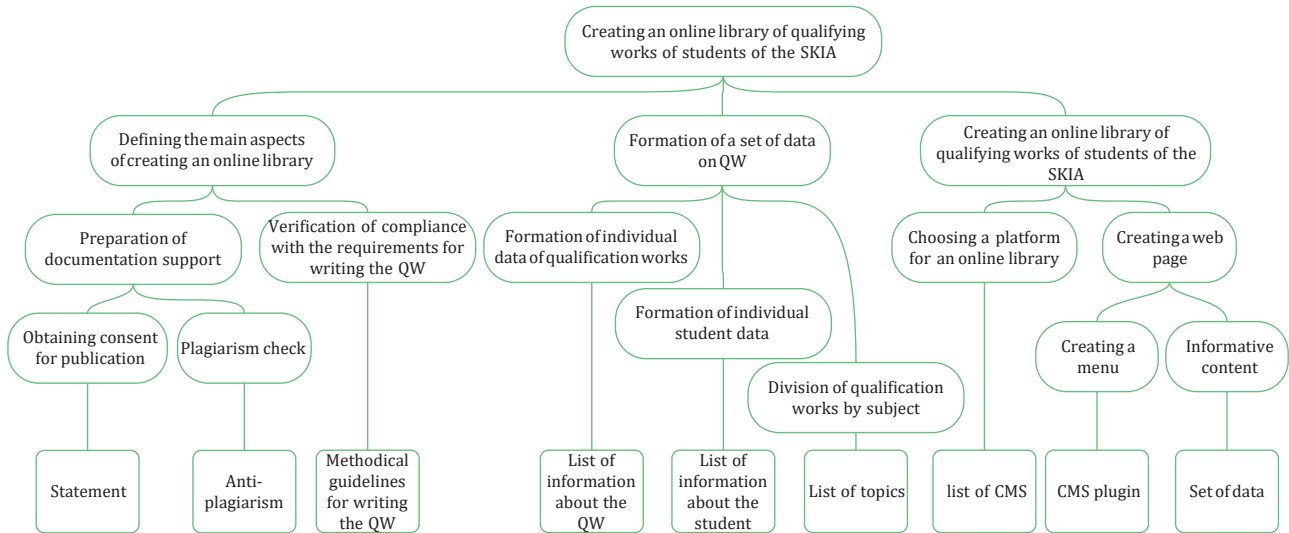 Creating an online library of qualifying
works of students of the SKIA
Defining the main aspects
of creating an online library
Formation of a set of data
on QW
Creating an online library of
qualifying works of students of the
SKIA
Preparation of
documentation support
Verification of compliance
with the requirements for
writing the QW
Formation of individual
data of qualification works
Choosing a platform
for an online library
Creating a web
page
Formation of individual
student data
Obtaining consent
for publication
Plagiarism check
Creating a
menu
Informative
content
Division of qualification
works by subject
Statement
Anti-
plagiarism
Methodical
guidelines
for writing
the QW
List of
information
about the
QW
List of
information
about the
student
List of topics
list of CMS
CMS plugin
Set of data